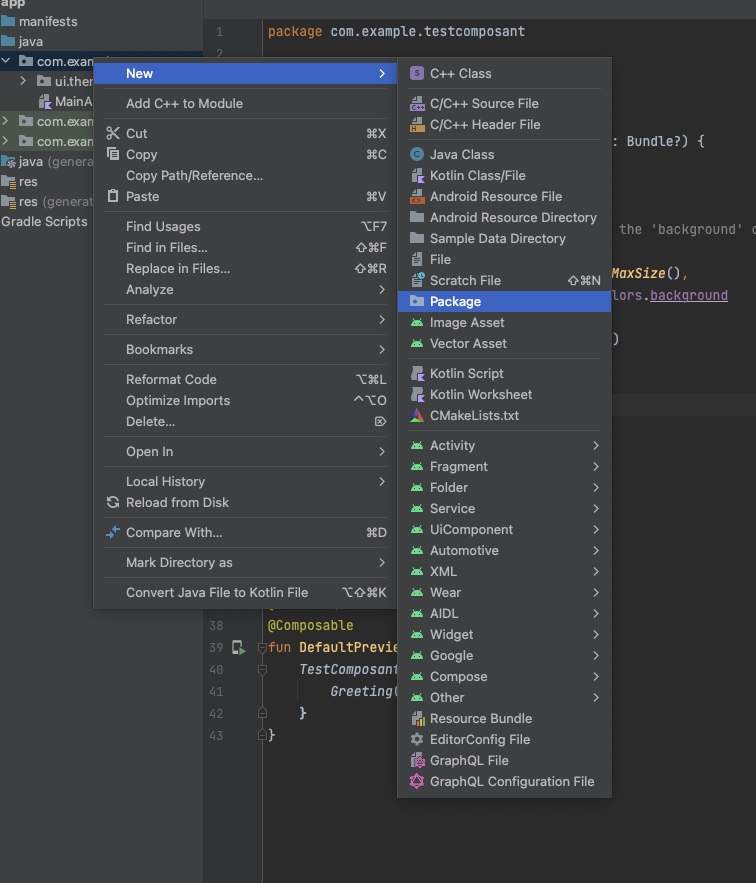 app
manifests
java
com.exam
ui.ther
MainA
com.exam
com.exam
java (genera
res
res (generat
Gradle Scripts
New
Add C++ to Module
Cut ⌘X
Copy ⌘C
Copy Path/Reference...
Paste ⌘V
Find Usages ⌥F7
Find in Files... ⇧⌘F
Replace in Files... ⇧⌘R
Analyze
Refactor
Bookmarks
Reformat Code ⌥⌘L
Optimize Imports ^⌥O
Delete... ⌦
Open In
Local History
Reload from Disk
Compare With... ⌘D
Mark Directory as
Convert Java File to Kotlin File ⌥⇧⌘K
C++ Class
C/C++ Source File
C/C++ Header File
Java Class
Kotlin Class/File
Android Resource File
Android Resource Directory
Sample Data Directory
File
Scratch File ⇧⌘N
Package
Image Asset
Vector Asset
Kotlin Script
Kotlin Worksheet
CMakeLists.txt
Activity
Fragment
Folder
Service
UiComponent
Automotive
XML
Wear
AIDL
Widget
Google
Compose
Other
Resource Bundle
EditorConfig File
GraphQL File
GraphQL Configuration File
1 package com.example.testcomposant
2
: Bundle?) {
the 'background' c
MaxSize(),
lors.background
)
38 @Composable
39 fun DefaultPrevie
40 TestComposant
41 Greeting(
42 }
43 }